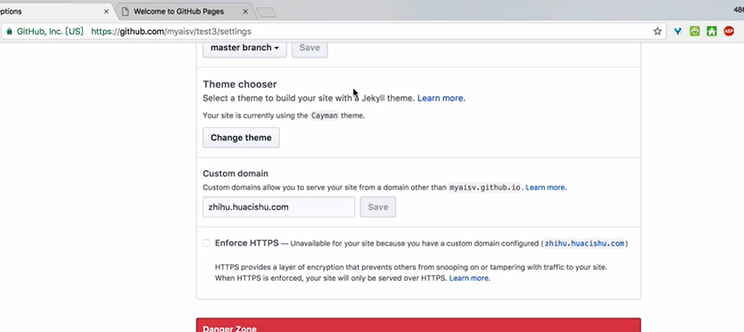 ptions
Welcome to GitHub Pages
486
GitHub, Inc. [US] https://github.com/myaisv/test3/settings
ABP
master branch Save
Theme chooser
Select a theme to build your site with a Jekyll theme. Learn more.
Your site is currently using the Cayman theme.
Change theme
Custom domain
Custom domains allow you to serve your site from a domain other than myaisv.github.io. Learn more.
zhihu.huacishu.com Save
Enforce HTTPS — Unavailable for your site because you have a custom domain configured (zhihu.huacishu.com)
HTTPS provides a layer of encryption that prevents others from snooping on or tampering with traffic to your site.
When HTTPS is enforced, your site will only be served over HTTPS. Learn more.
Danger Zone